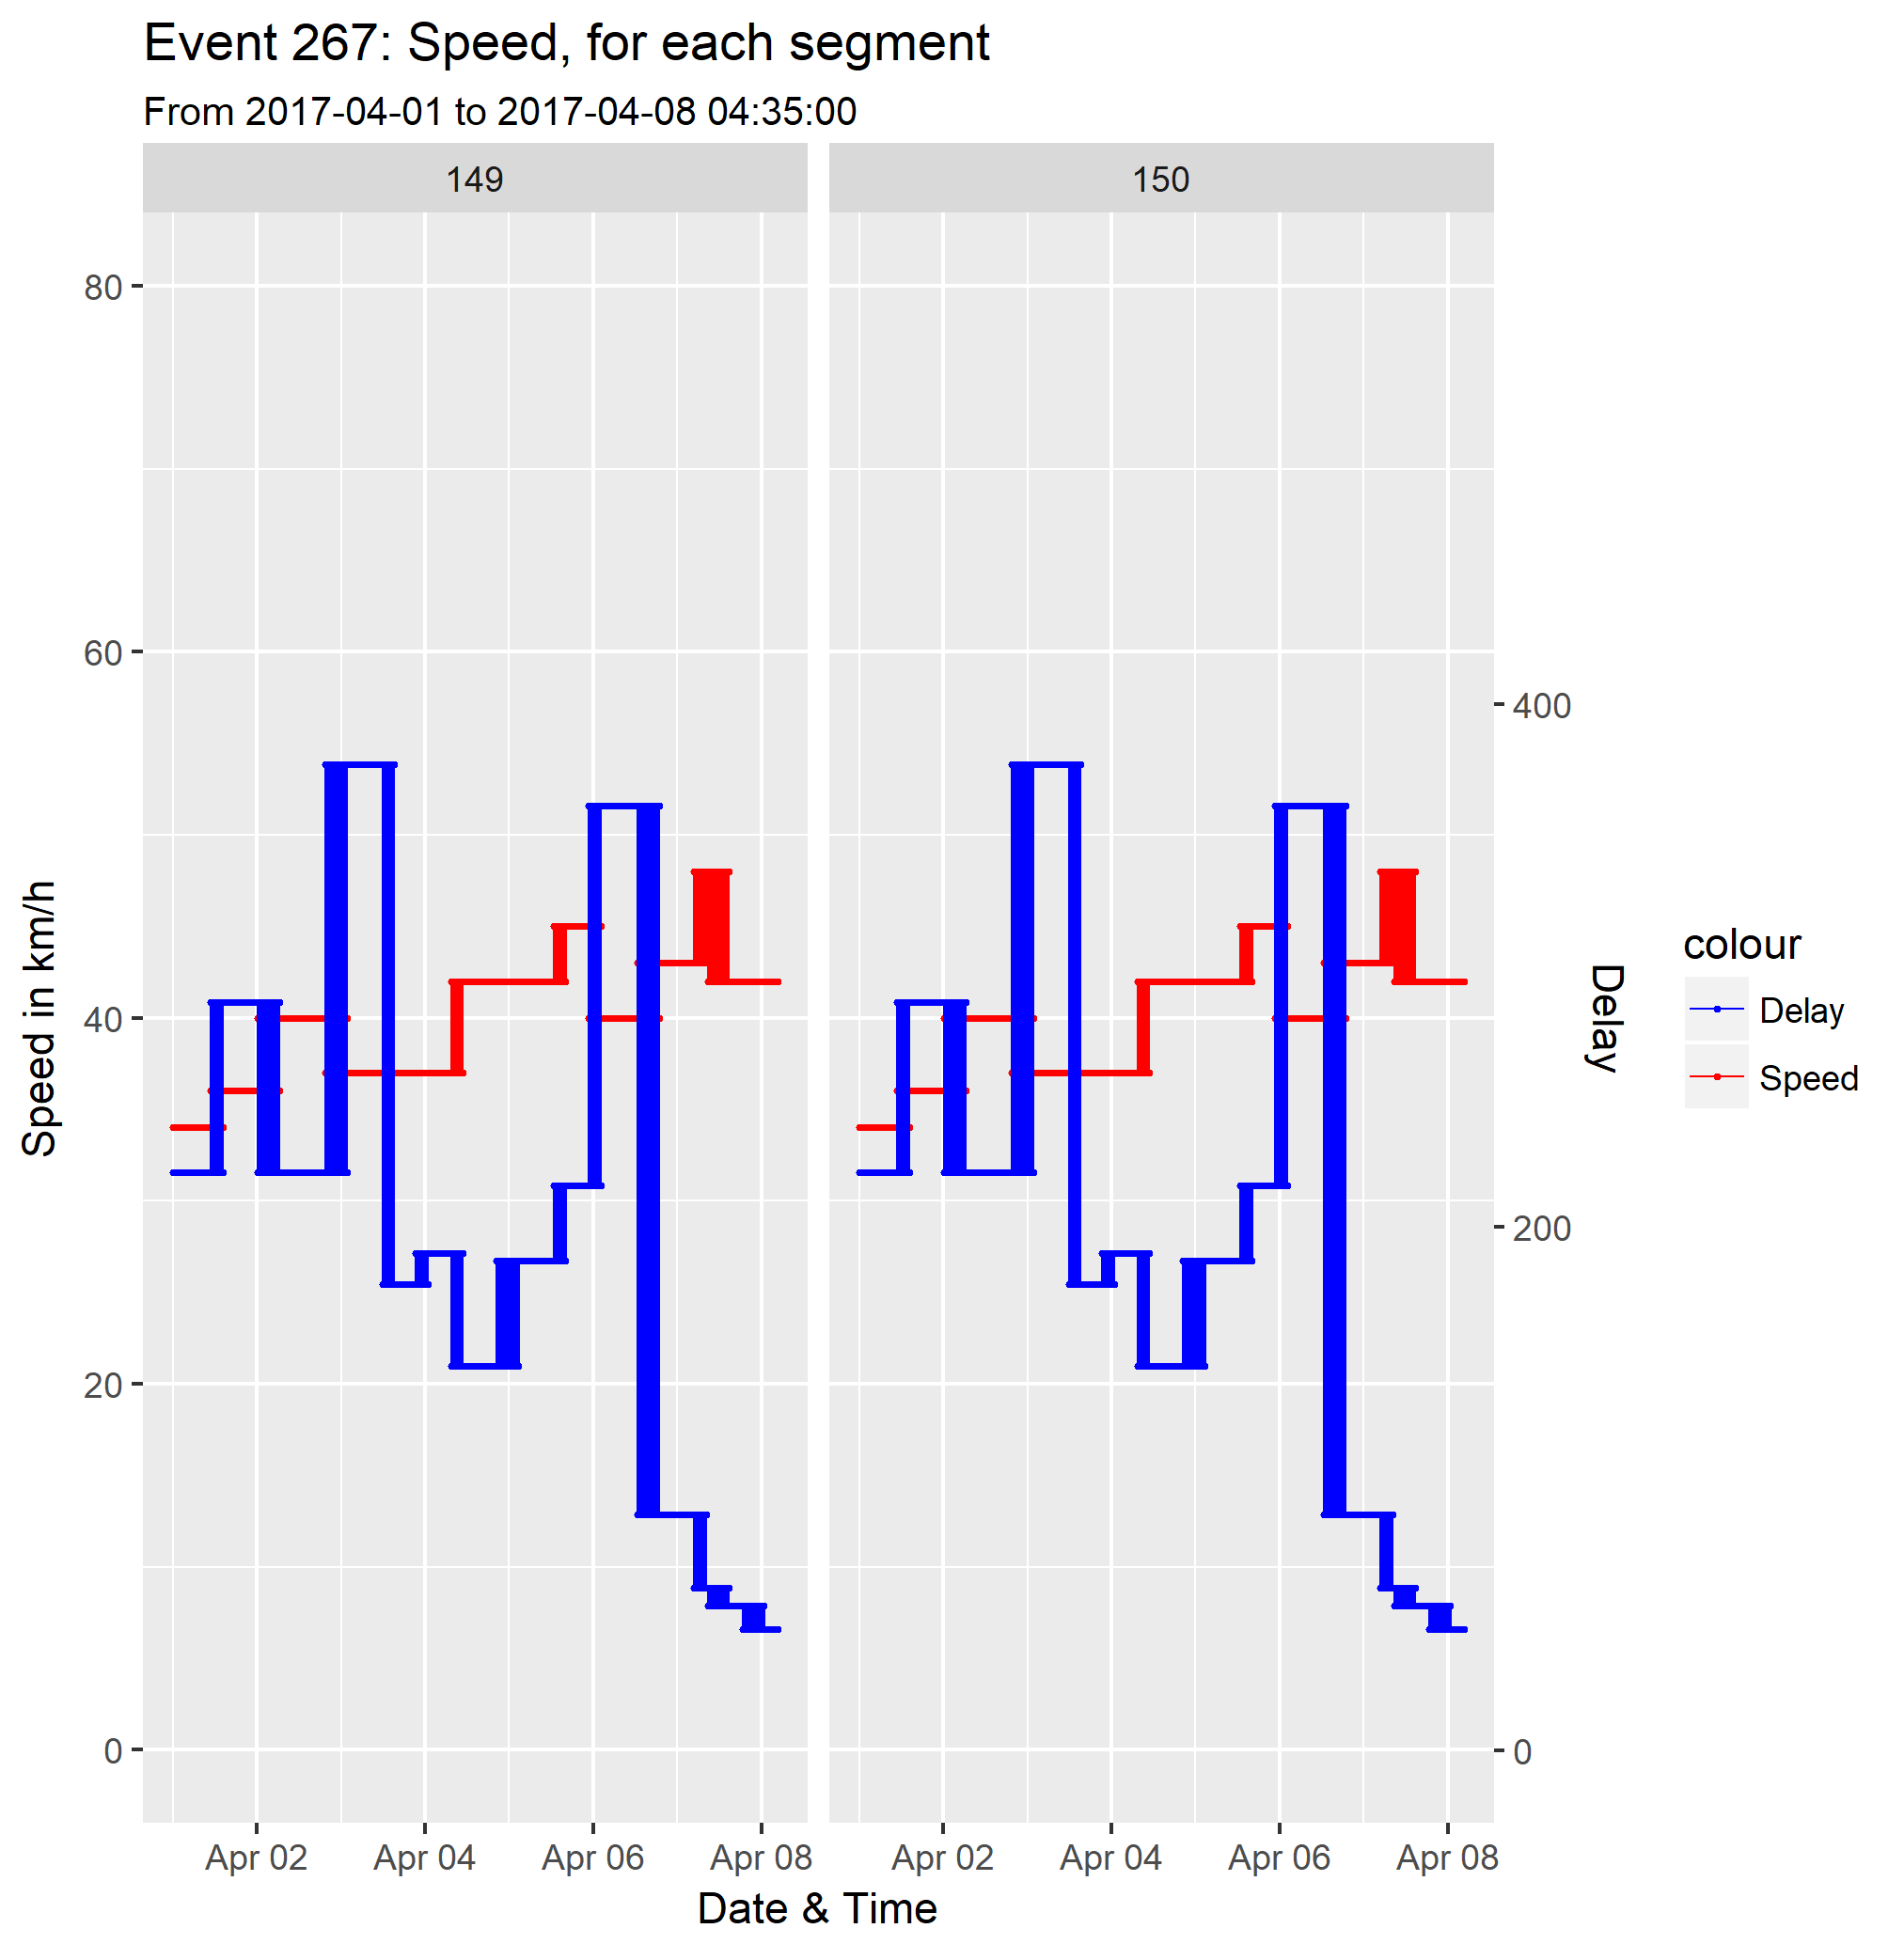 Event 267: Speed, for each segment
From 2017-04-01 to 2017-04-08 04:35:00
149
150
80
60
40
20
0
Speed in km/h
400
200
0
Delay
colour
Delay
Speed
Apr 02
Apr 04
Apr 06
Apr 08
Apr 02
Apr 04
Apr 06
Apr 08
Date & Time